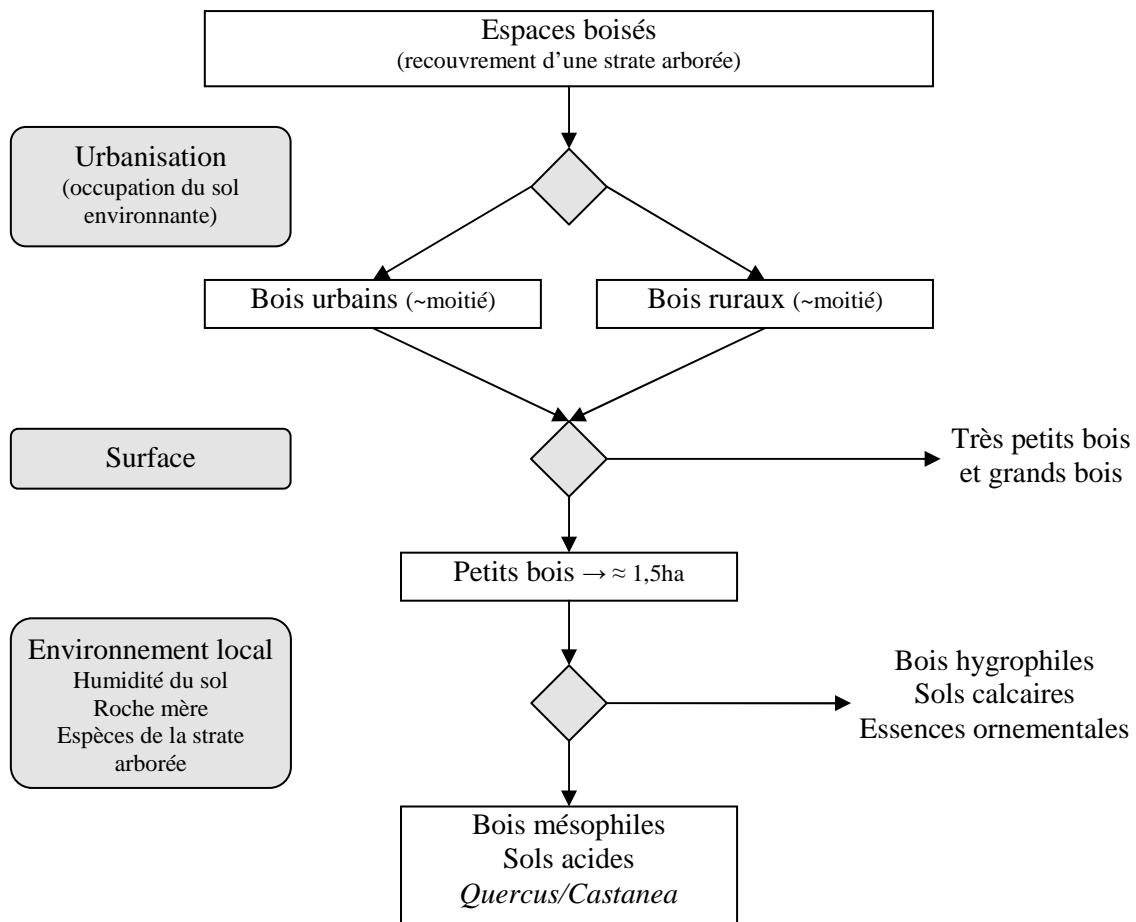 Espaces boisés
(recouvrement d’une strate arborée)
Urbanisation
(occupation du sol
environnante)
Bois urbains (~moitié)
Bois ruraux (~moitié)
Surface
Très petits bois
et grands bois
Petits bois → ≈ 1,5ha
Environnement local
Humidité du sol
Roche mère
Espèces de la strate
arborée
Bois hygrophiles
Sols calcaires
Essences ornementales
Bois mésophiles
Sols acides
Quercus/Castanea